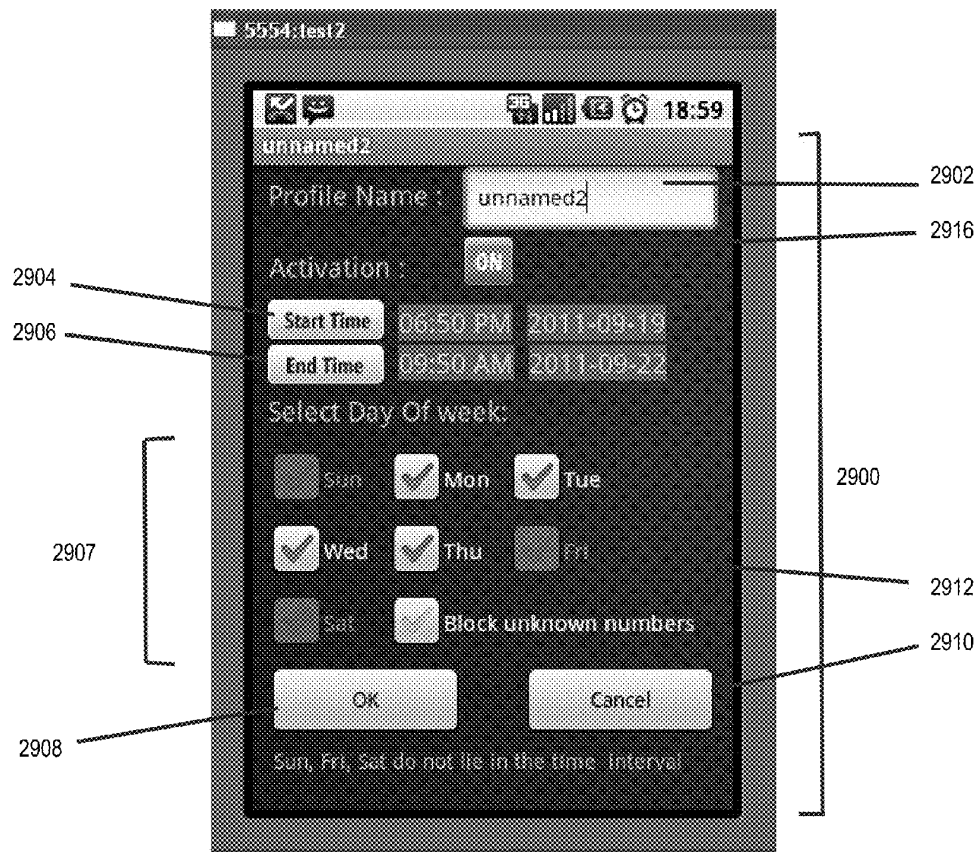 5554:test2
3G 18:59
unnamed2
Profile Name : unnamed2 2902
2916
Activation : ON
2904 Start Time 06:50 PM 2011-09-19
2906 End Time 09:50 AM 2011-09-22
Select Day Of week:
Sun Mon Tue 2900
2907 Wed Thu Fri
2912
Sat Block unknown numbers
2910
OK Cancel
2908
Sun, Fri, Sat do not lie in the time interval